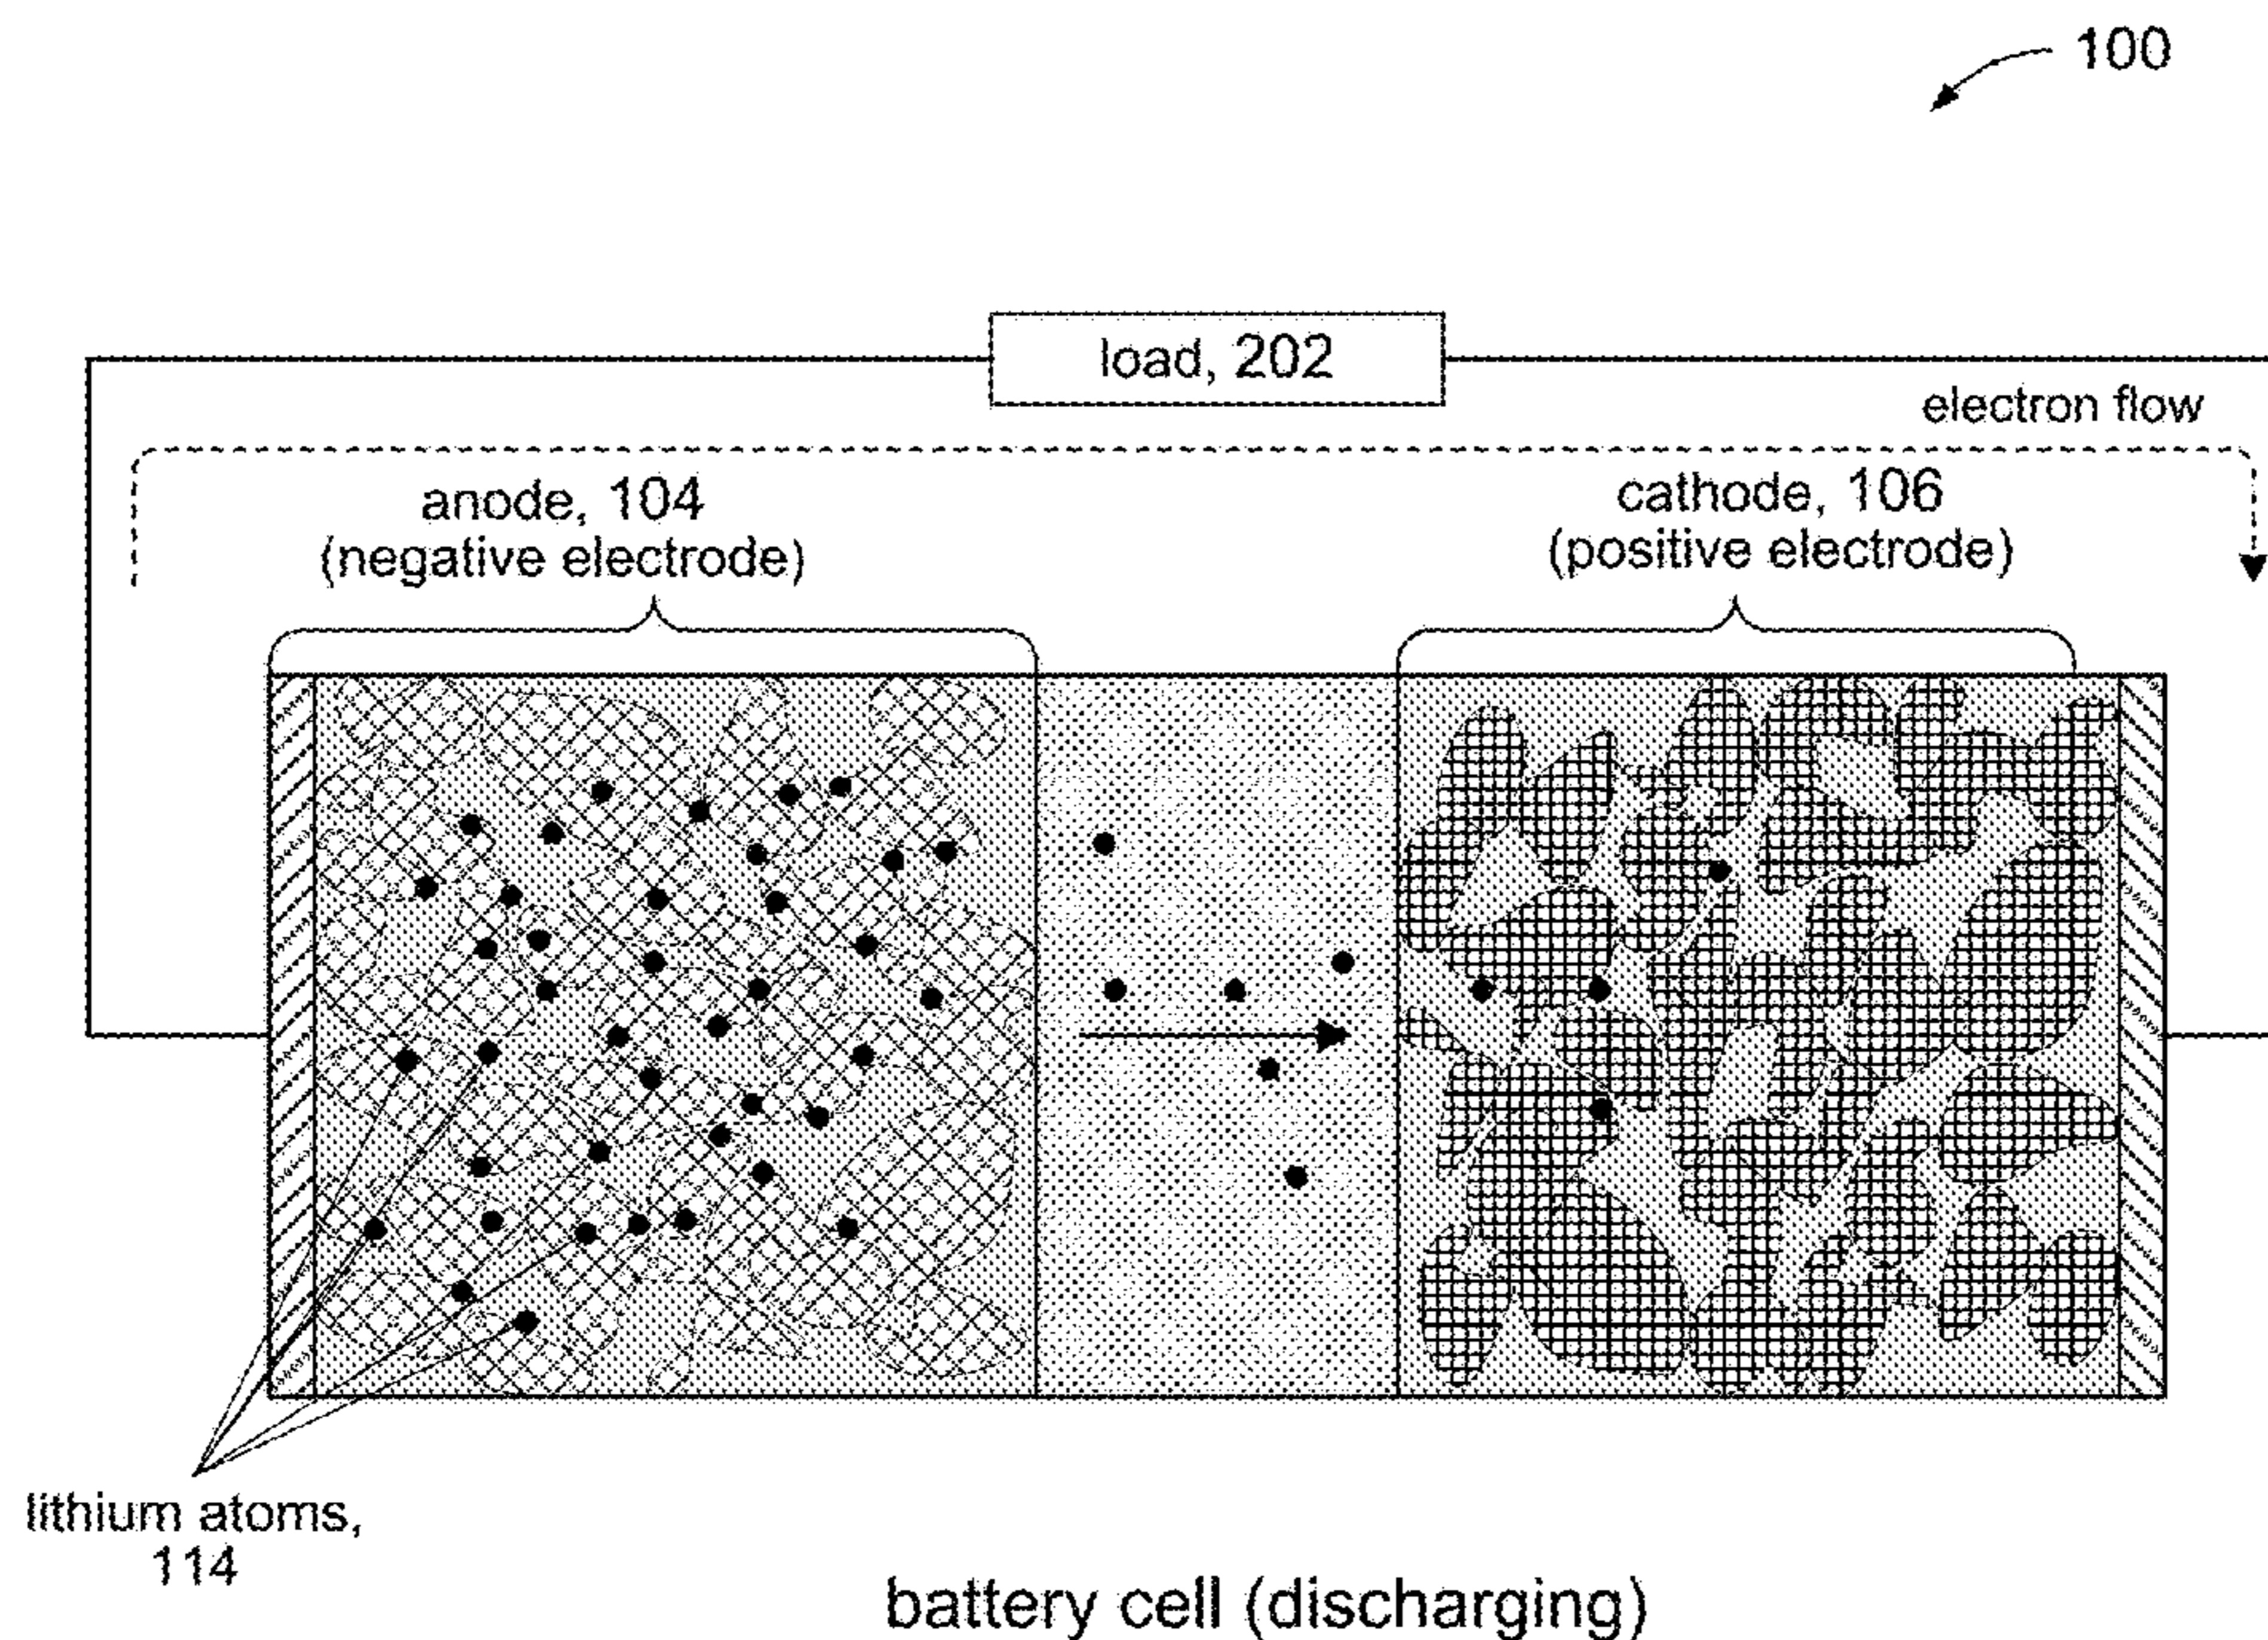 100
load, 202
electron flow
anode, 104
(negative electrode)
cathode, 106
(positive electrode)
lithium atoms,
114
battery cell (discharging)